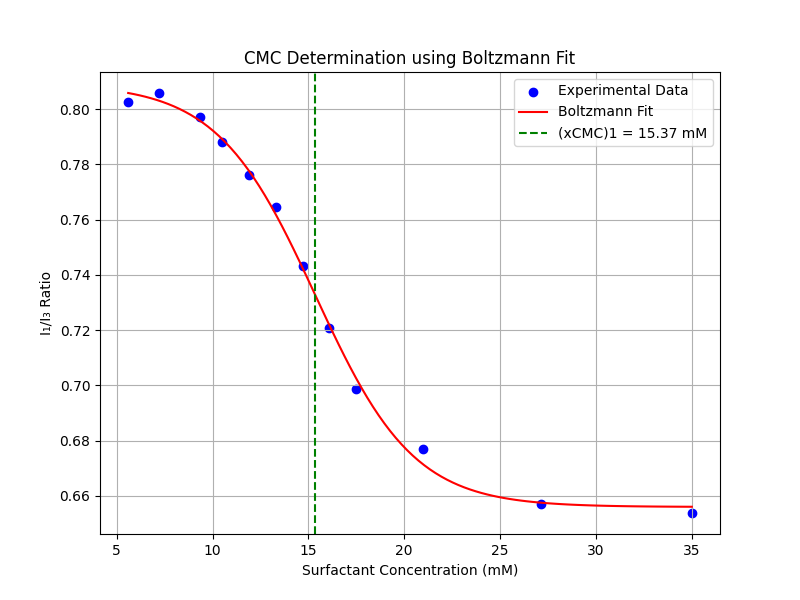 CMC Determination using Boltzmann Fit
Experimental Data
Boltzmann Fit
(xCMC)1 = 15.37 mM
I₁/I₃ Ratio
0.80
0.78
0.76
0.74
0.72
0.70
0.68
0.66
5 10 15 20 25 30 35
Surfactant Concentration (mM)